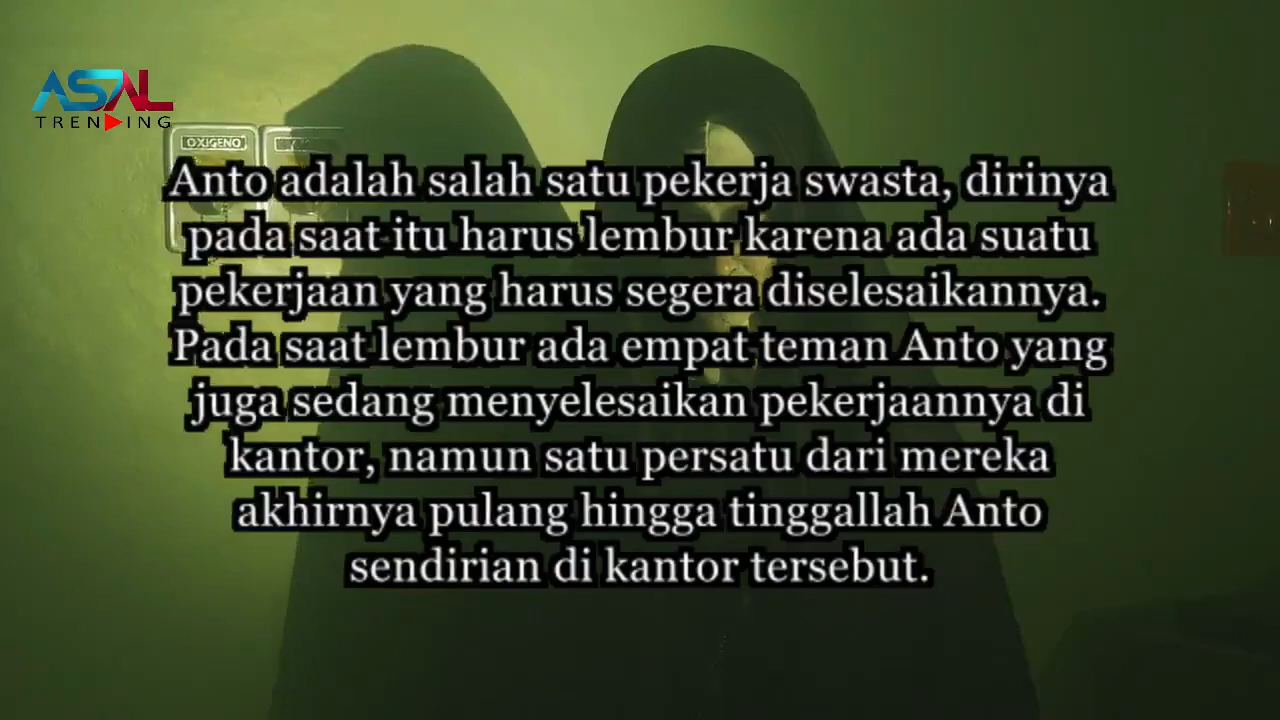 ASAL
TRENDING
OXIGENO
Anto adalah salah satu pekerja swasta, dirinya
pada saat itu harus lembur karena ada suatu
pekerjaan yang harus segera diselesaikannya.
Pada saat lembur ada empat teman Anto yang
juga sedang menyelesaikan pekerjaannya di
kantor, namun satu persatu dari mereka
akhirnya pulang hingga tinggallah Anto
sendirian di kantor tersebut.